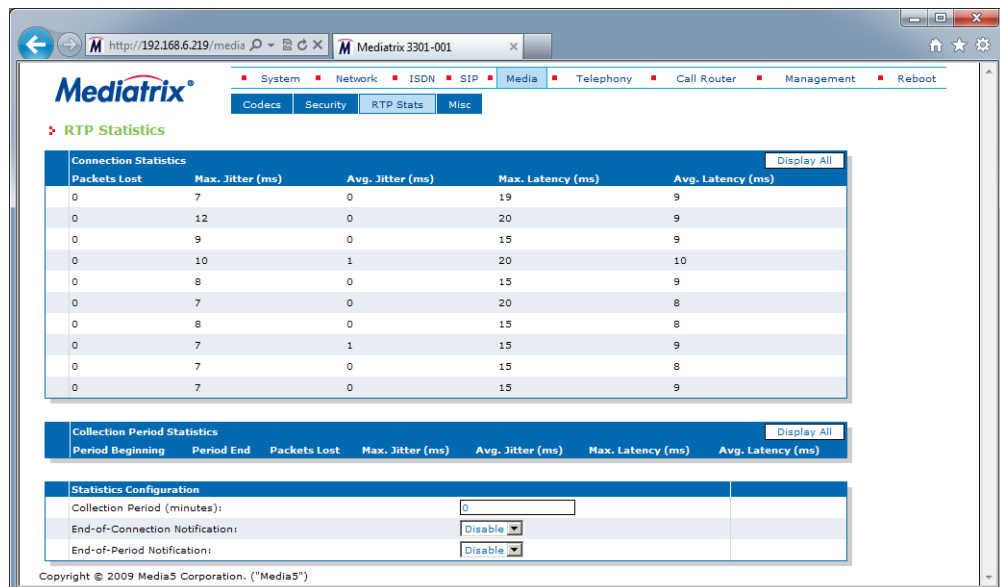 http://192.168.6.219/media
Mediatrix 3301-001
Mediatrix®
System Network ISDN SIP Media Telephony Call Router Management Reboot
Codecs Security RTP Stats Misc
RTP Statistics
Connection Statistics Display All
Packets Lost Max. Jitter (ms) Avg. Jitter (ms) Max. Latency (ms) Avg. Latency (ms)
0 7 0 19 9
0 12 0 20 9
0 9 0 15 9
0 10 1 20 10
0 8 0 15 9
0 7 0 20 8
0 8 0 15 8
0 7 1 15 9
0 7 0 15 8
0 7 0 15 9
Collection Period Statistics Display All
Period Beginning Period End Packets Lost Max. Jitter (ms) Avg. Jitter (ms) Max. Latency (ms) Avg. Latency (ms)
Statistics Configuration
Collection Period (minutes): 0
End-of-Connection Notification: Disable
End-of-Period Notification: Disable
Copyright © 2009 Media5 Corporation. ("Media5")